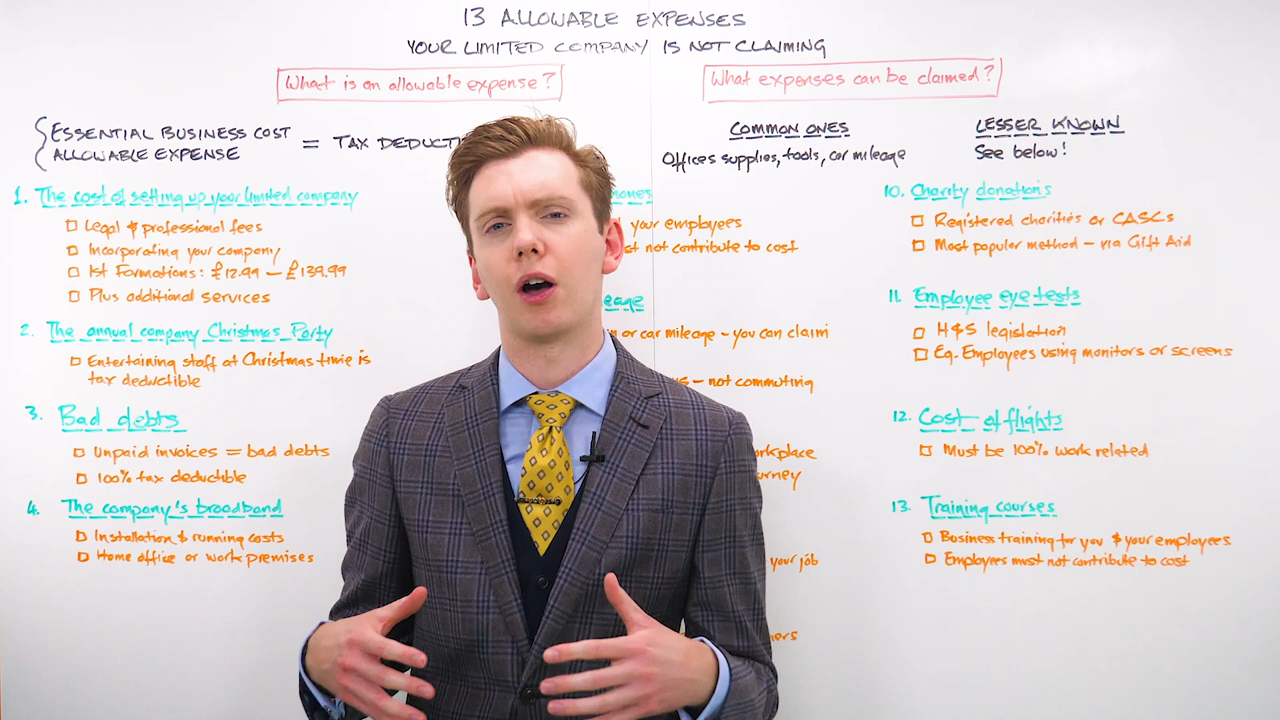 13 ALLOWABLE EXPENSES
YOUR LIMITED COMPANY IS NOT CLAIMING
What is an allowable expense?
What expenses can be claimed?
ESSENTIAL BUSINESS COST
ALLOWABLE EXPENSE
= TAX DEDUCTI
COMMON ONES
Offices supplies, tools, car mileage
LESSER KNOWN
See below!
1. The cost of setting up your limited company
Legal & professional fees
Incorporating your company
1st Formations: £12.99 – £139.99
Plus additional services
2. The annual company Christmas Party
Entertaining staff at Christmas time is
tax deductible
3. Bad debts
Unpaid invoices = bad debts
100% tax deductible
4. The company's broadband
Installation & running costs
Home office or work premises
your employees
not contribute to cost
or car mileage - you can claim
- not commuting
your job
10. Charity donations
Registered charities or CASCs
Most popular method – via Gift Aid
11. Employee eye tests
H&S legislation
Eg. Employees using monitors or screens
12. Cost of flights
Must be 100% work related
13. Training courses
Business training for you & your employees
Employees must not contribute to cost